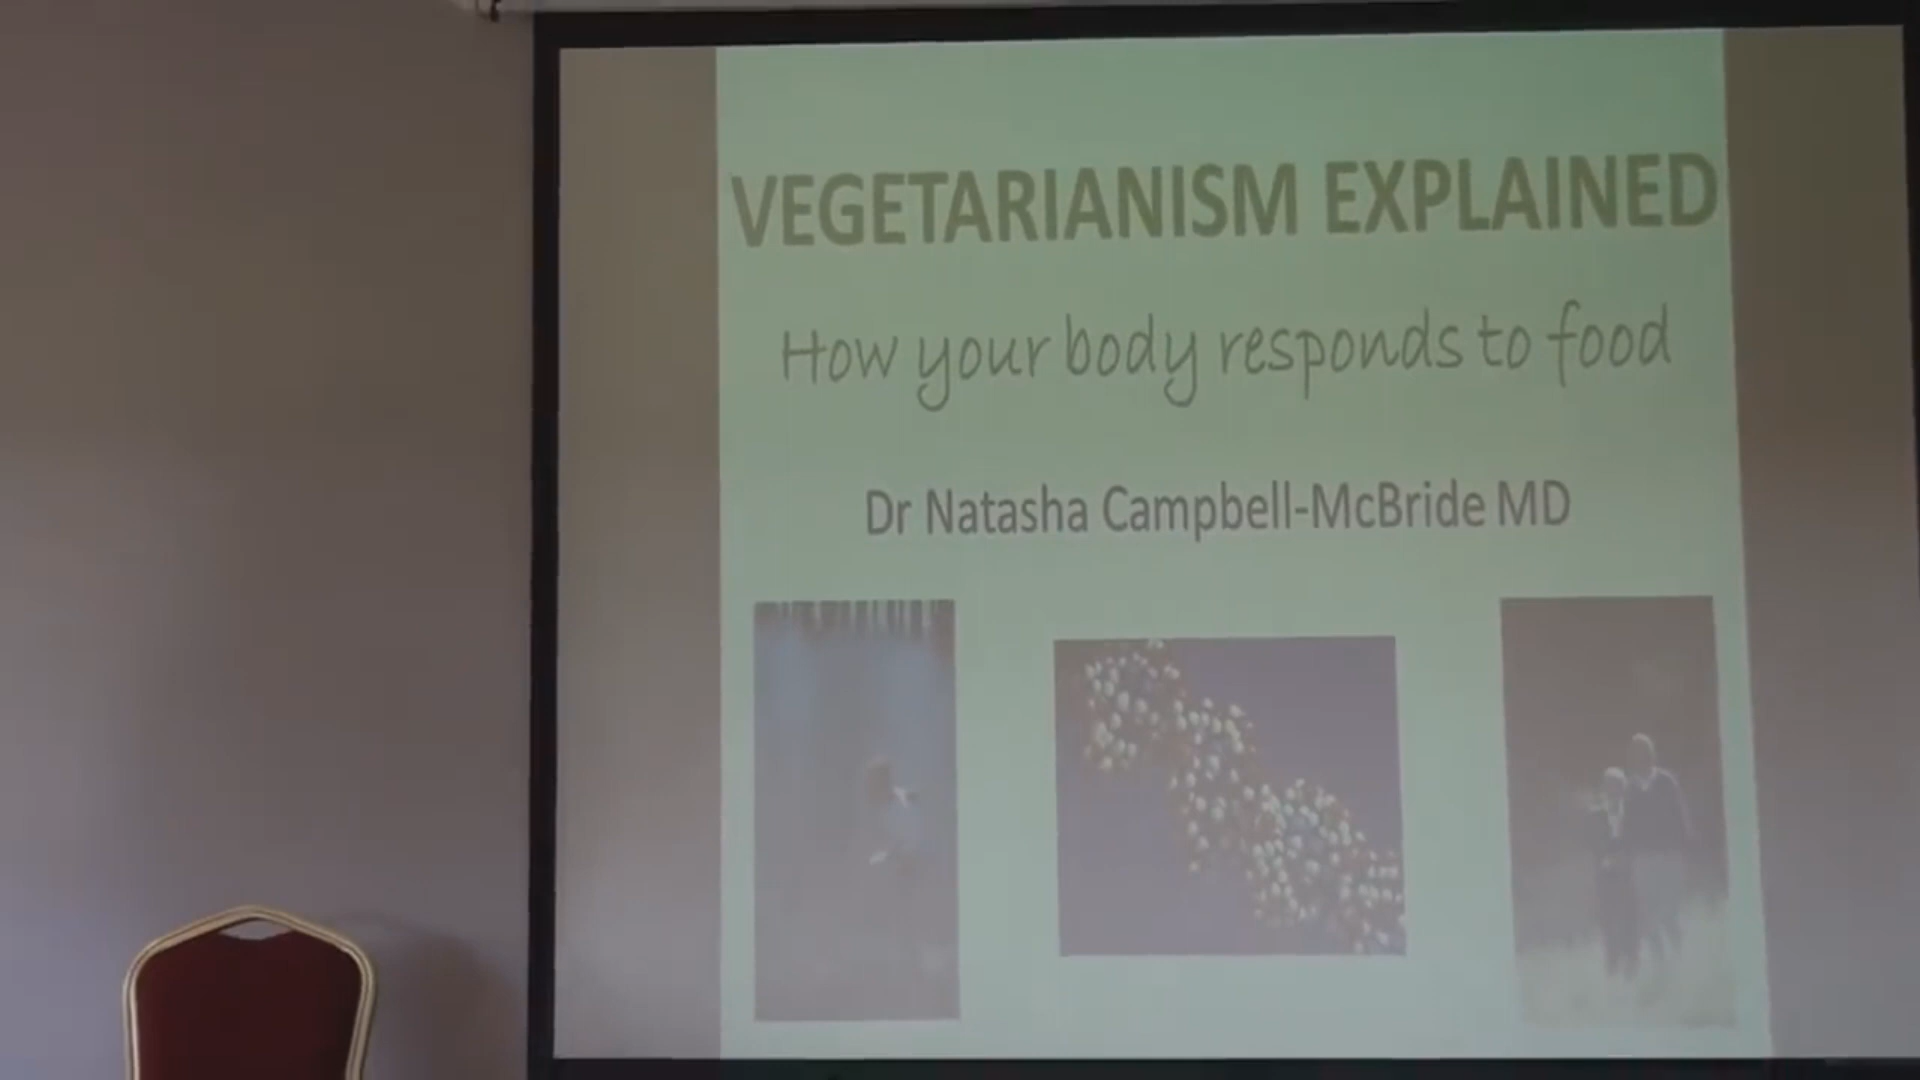 VEGETARIANISM EXPLAINED
How your body responds to food
Dr Natasha Campbell-McBride MD